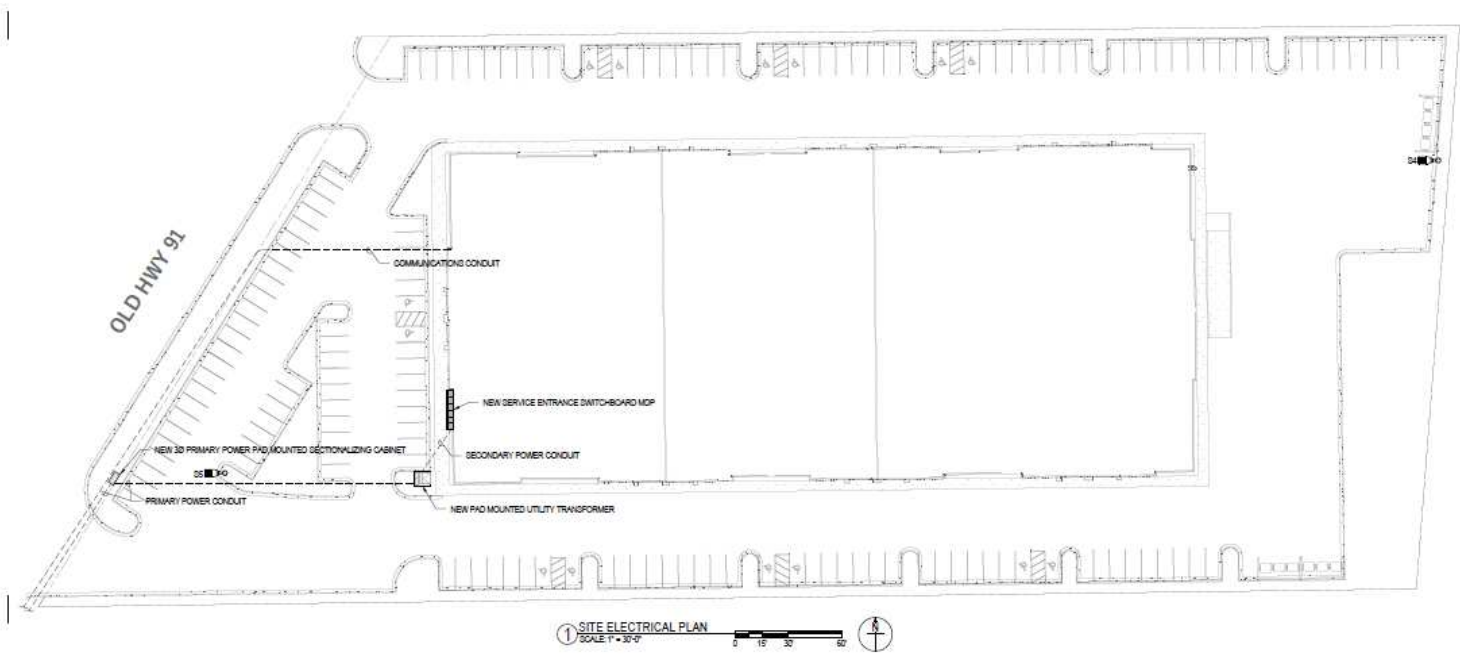 OLD HWY 91
COMMUNICATIONS CONDUIT
NEW SERVICE ENTRANCE SWITCHBOARD MDP
SECONDARY POWER CONDUIT
NEW 3Ø PRIMARY POWER PAD MOUNTED SECTIONALIZING CABINET
PRIMARY POWER CONDUIT
NEW PAD MOUNTED UTILITY TRANSFORMER
S4
S5
1 SITE ELECTRICAL PLAN
SCALE: 1" = 30'-0"
0 15' 30' 60'
N